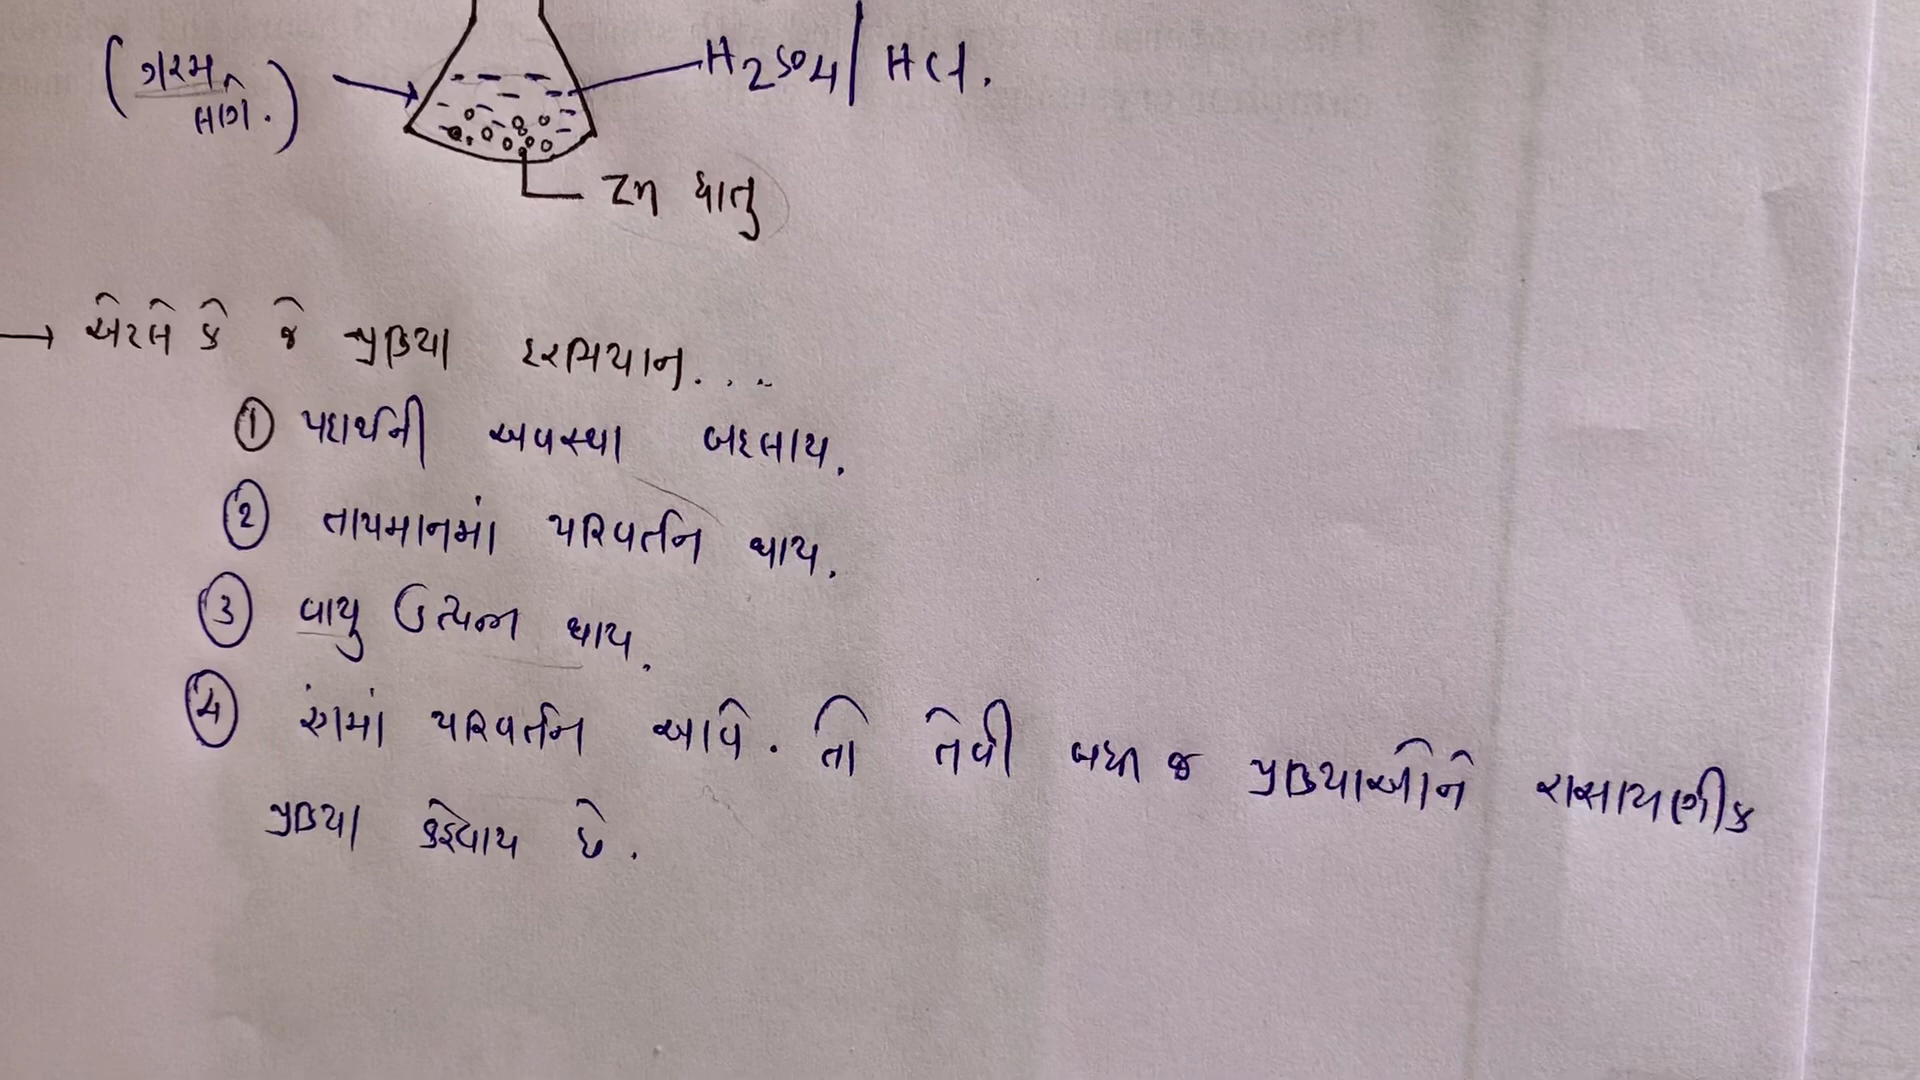 (ગરમ લાગે.)
H2SO4/ HCl.
Zn ધાતુ
→ એટલે કે જે પ્રક્રિયા દરમિયાન....
① પદાર્થની અવસ્થા બદલાય.
② તાપમાનમાં પરિવર્તન થાય.
③ વાયુ ઉત્પન્ન થાય.
④ રંગમાં પરિવર્તન આવે. તો તેવી બધી જ પ્રક્રિયાઓને રાસાયણીક
પ્રક્રિયા કહેવાય છે.